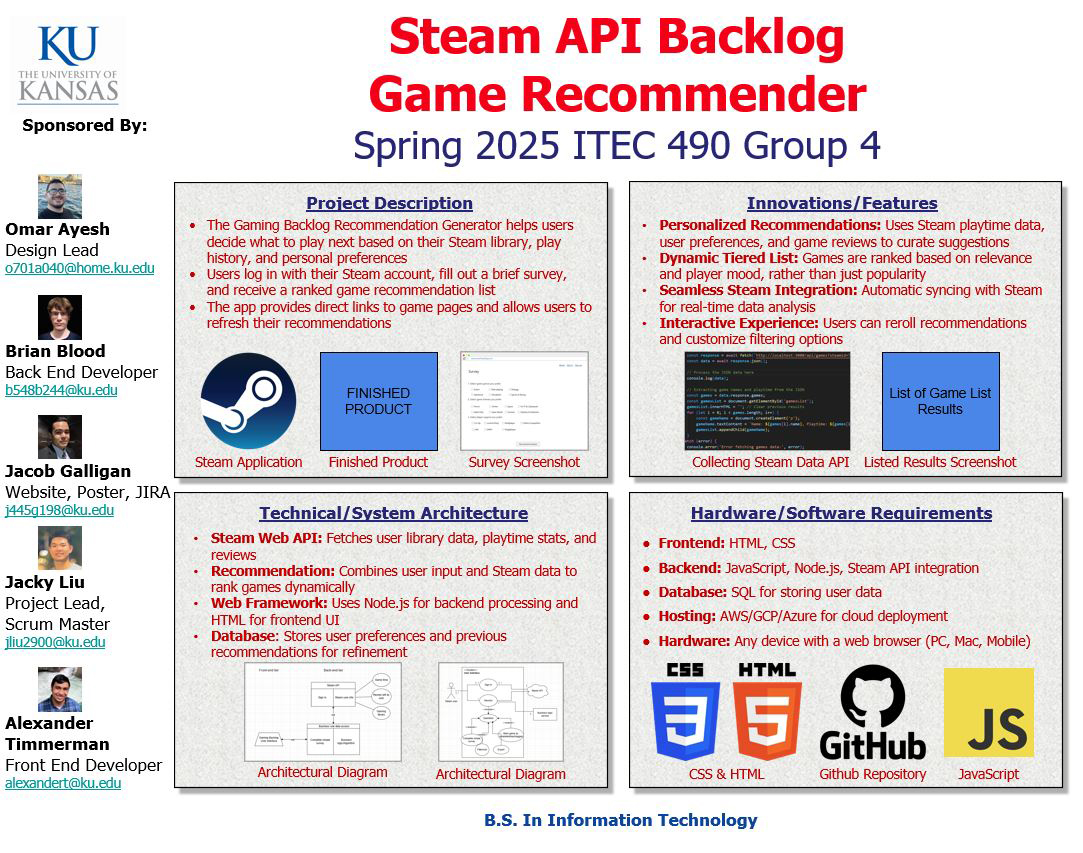 KU
THE UNIVERSITY OF
KANSAS
Sponsored By:
Steam API Backlog
Game Recommender
Spring 2025 ITEC 490 Group 4
Omar Ayesh
Design Lead
o701a040@home.ku.edu
Brian Blood
Back End Developer
b548b244@ku.edu
Jacob Galligan
Website, Poster, JIRA
j445g198@ku.edu
Jacky Liu
Project Lead,
Scrum Master
jliu2900@ku.edu
Alexander
Timmerman
Front End Developer
alexandert@ku.edu
Project Description
• The Gaming Backlog Recommendation Generator helps users
decide what to play next based on their Steam library, play
history, and personal preferences
• Users log in with their Steam account, fill out a brief survey,
and receive a ranked game recommendation list
• The app provides direct links to game pages and allows users to
refresh their recommendations
FINISHED
PRODUCT
Survey
Steam Application
Finished Product
Survey Screenshot
Innovations/Features
• Personalized Recommendations: Uses Steam playtime data,
user preferences, and game reviews to curate suggestions
• Dynamic Tiered List: Games are ranked based on relevance
and player mood, rather than just popularity
• Seamless Steam Integration: Automatic syncing with Steam
for real-time data analysis
• Interactive Experience: Users can reroll recommendations
and customize filtering options
List of Game List
Results
Collecting Steam Data API
Listed Results Screenshot
Technical/System Architecture
• Steam Web API: Fetches user library data, playtime stats, and
reviews
• Recommendation: Combines user input and Steam data to
rank games dynamically
• Web Framework: Uses Node.js for backend processing and
HTML for frontend UI
• Database: Stores user preferences and previous
recommendations for refinement
Architectural Diagram
Architectural Diagram
Hardware/Software Requirements
● Frontend: HTML, CSS
● Backend: JavaScript, Node.js, Steam API integration
● Database: SQL for storing user data
● Hosting: AWS/GCP/Azure for cloud deployment
● Hardware: Any device with a web browser (PC, Mac, Mobile)
CSS
3
HTML
5
GitHub
JS
CSS & HTML
Github Repository
JavaScript
B.S. In Information Technology